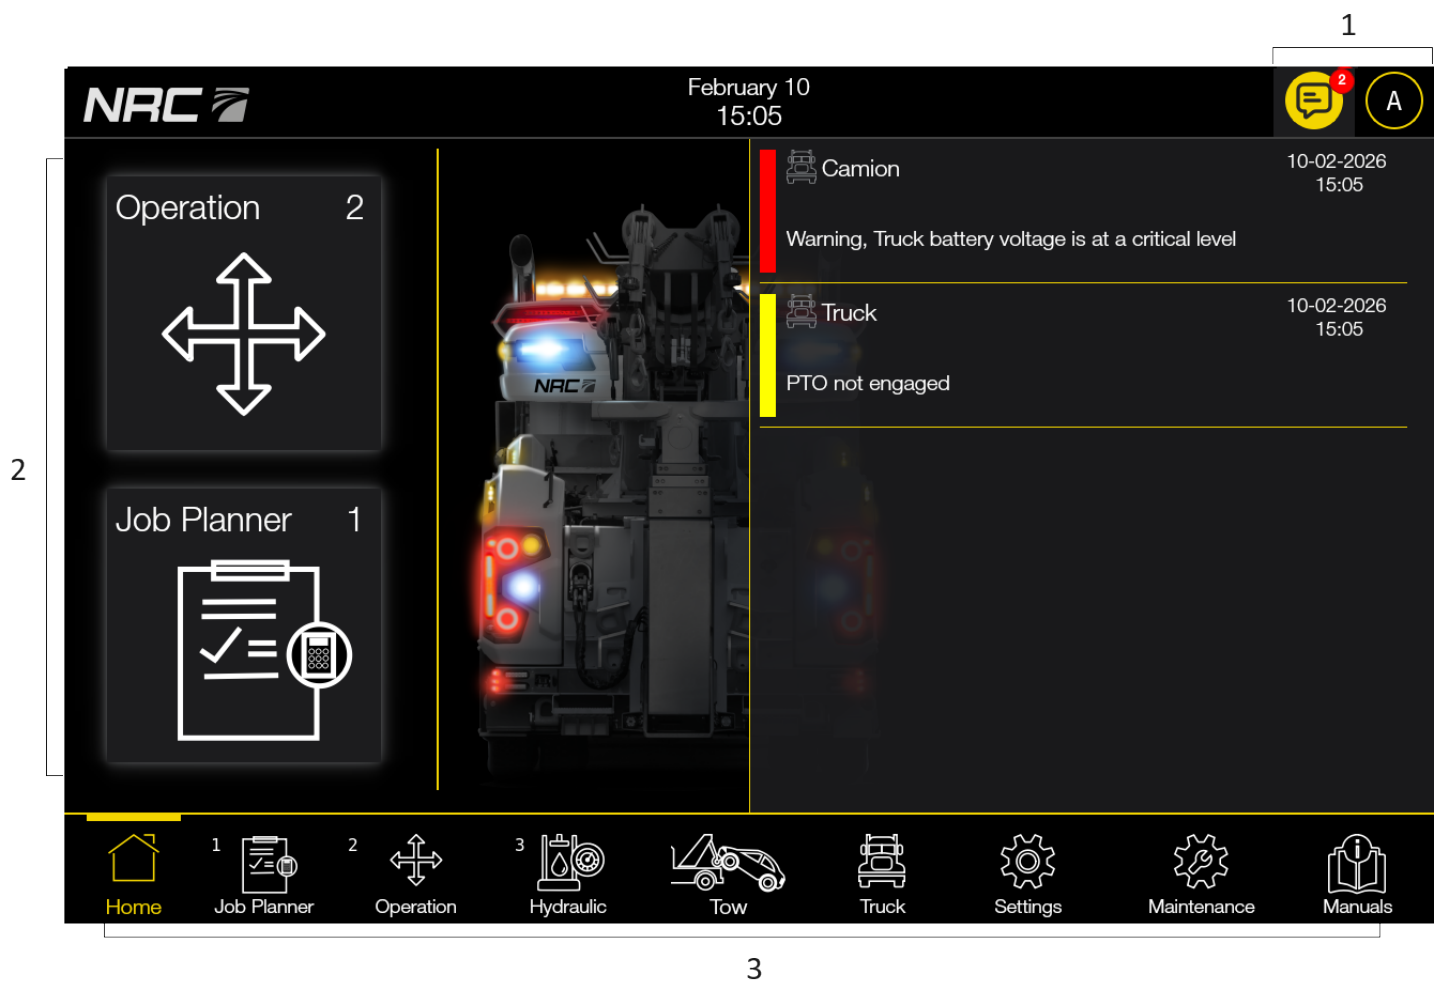 1
NRC
February 10
15:05
2
A
Operation 2
Camion
10-02-2026
15:05
Warning, Truck battery voltage is at a critical level
Truck
10-02-2026
15:05
PTO not engaged
NRC
2
Job Planner 1
Home
1
Job Planner
2
Operation
3
Hydraulic
Tow
Truck
Settings
Maintenance
Manuals
3